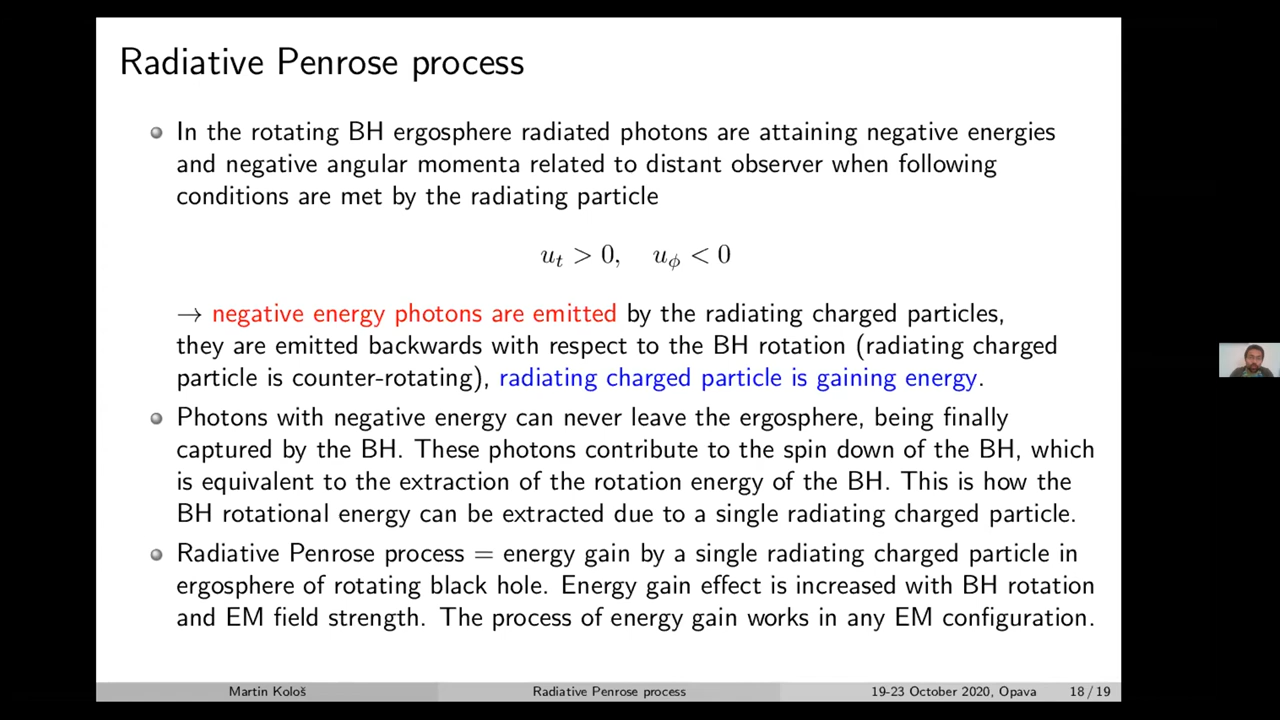 Radiative Penrose process
In the rotating BH ergosphere radiated photons are attaining negative energies
and negative angular momenta related to distant observer when following
conditions are met by the radiating particle
u_t > 0, u_ϕ < 0
→ negative energy photons are emitted by the radiating charged particles,
they are emitted backwards with respect to the BH rotation (radiating charged
particle is counter-rotating), radiating charged particle is gaining energy.
Photons with negative energy can never leave the ergosphere, being finally
captured by the BH. These photons contribute to the spin down of the BH, which
is equivalent to the extraction of the rotation energy of the BH. This is how the
BH rotational energy can be extracted due to a single radiating charged particle.
Radiative Penrose process = energy gain by a single radiating charged particle in
ergosphere of rotating black hole. Energy gain effect is increased with BH rotation
and EM field strength. The process of energy gain works in any EM configuration.
Martin Kološ Radiative Penrose process 19-23 October 2020, Opava 18 / 19